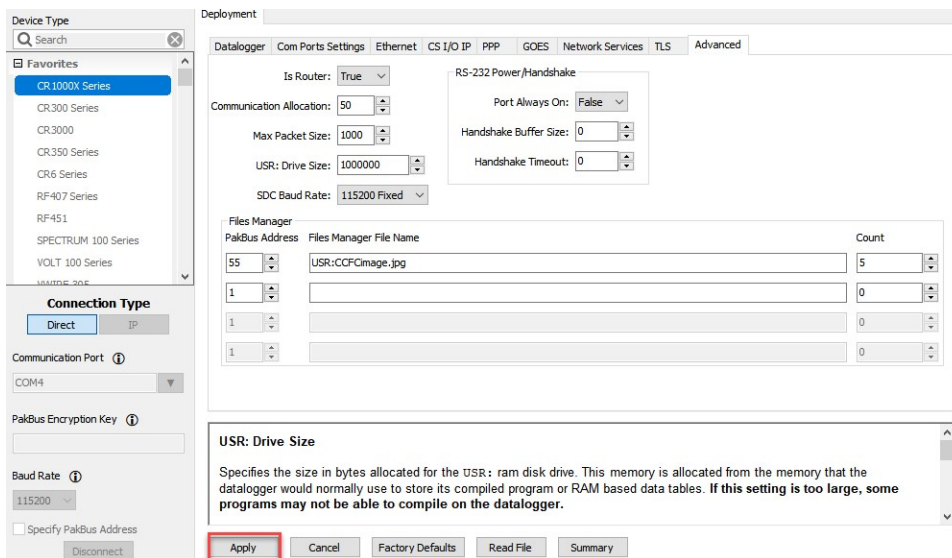 Device Type
Search
Favorites
CR1000X Series
CR300 Series
CR3000
CR350 Series
CR6 Series
RF407 Series
RF451
SPECTRUM 100 Series
VOLT 100 Series
VWIRE 305
Connection Type
Direct IP
Communication Port
COM4
PakBus Encryption Key
Baud Rate
115200
Specify PakBus Address
Disconnect
Deployment
Datalogger Com Ports Settings Ethernet CS I/O IP PPP GOES Network Services TLS Advanced
Is Router: True
Communication Allocation: 50
Max Packet Size: 1000
USR: Drive Size: 1000000
SDC Baud Rate: 115200 Fixed
RS-232 Power/Handshake
Port Always On: False
Handshake Buffer Size: 0
Handshake Timeout: 0
Files Manager
PakBus Address Files Manager File Name Count
55 USR:CCFCimage.jpg 5
1 0
1 0
1 0
USR: Drive Size
Specifies the size in bytes allocated for the USR: ram disk drive. This memory is allocated from the memory that the
datalogger would normally use to store its compiled program or RAM based data tables. If this setting is too large, some
programs may not be able to compile on the datalogger.
Apply Cancel Factory Defaults Read File Summary